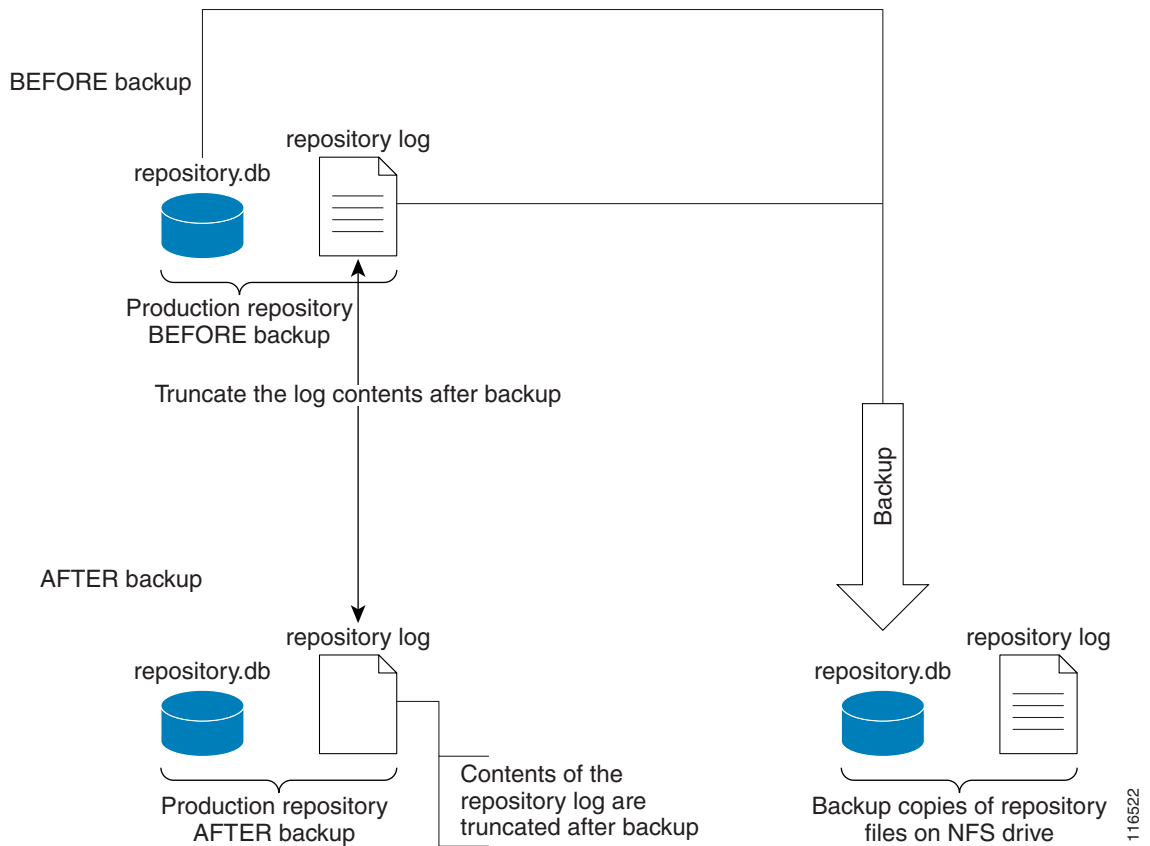 BEFORE backup
repository log
repository.db
Production repository
BEFORE backup
Truncate the log contents after backup
Backup
AFTER backup
repository log
repository.db
Production repository
AFTER backup
Contents of the
repository log are
truncated after backup
repository log
repository.db
Backup copies of repository
files on NFS drive
116522